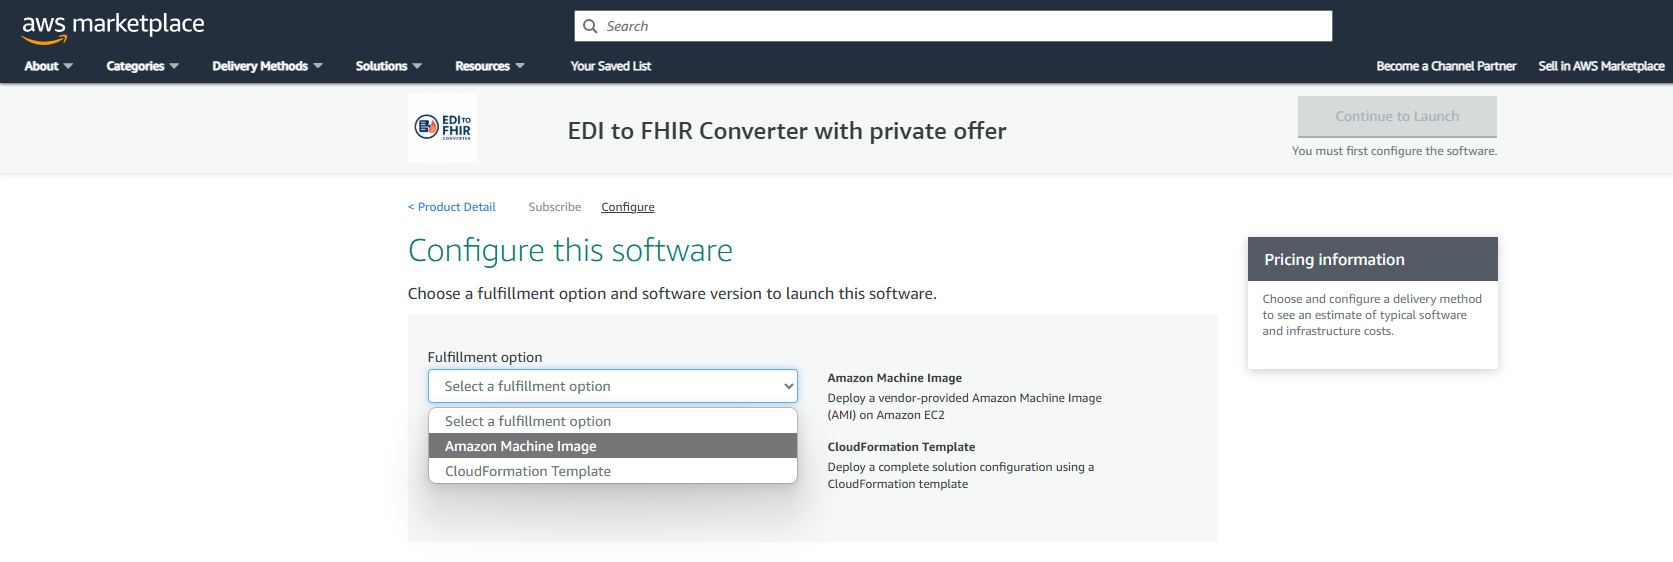 aws marketplace
Search
About
Categories
Delivery Methods
Solutions
Resources
Your Saved List
Become a Channel Partner
Sell in AWS Marketplace
EDI TO
FHIR
CONVERTER
EDI to FHIR Converter with private offer
Continue to Launch
You must first configure the software.
< Product Detail
Subscribe
Configure
Configure this software
Choose a fulfillment option and software version to launch this software.
Fulfillment option
Select a fulfillment option
Select a fulfillment option
Amazon Machine Image
CloudFormation Template
Amazon Machine Image
Deploy a vendor-provided Amazon Machine Image
(AMI) on Amazon EC2
CloudFormation Template
Deploy a complete solution configuration using a
CloudFormation template
Pricing information
Choose and configure a delivery method
to see an estimate of typical software
and infrastructure costs.